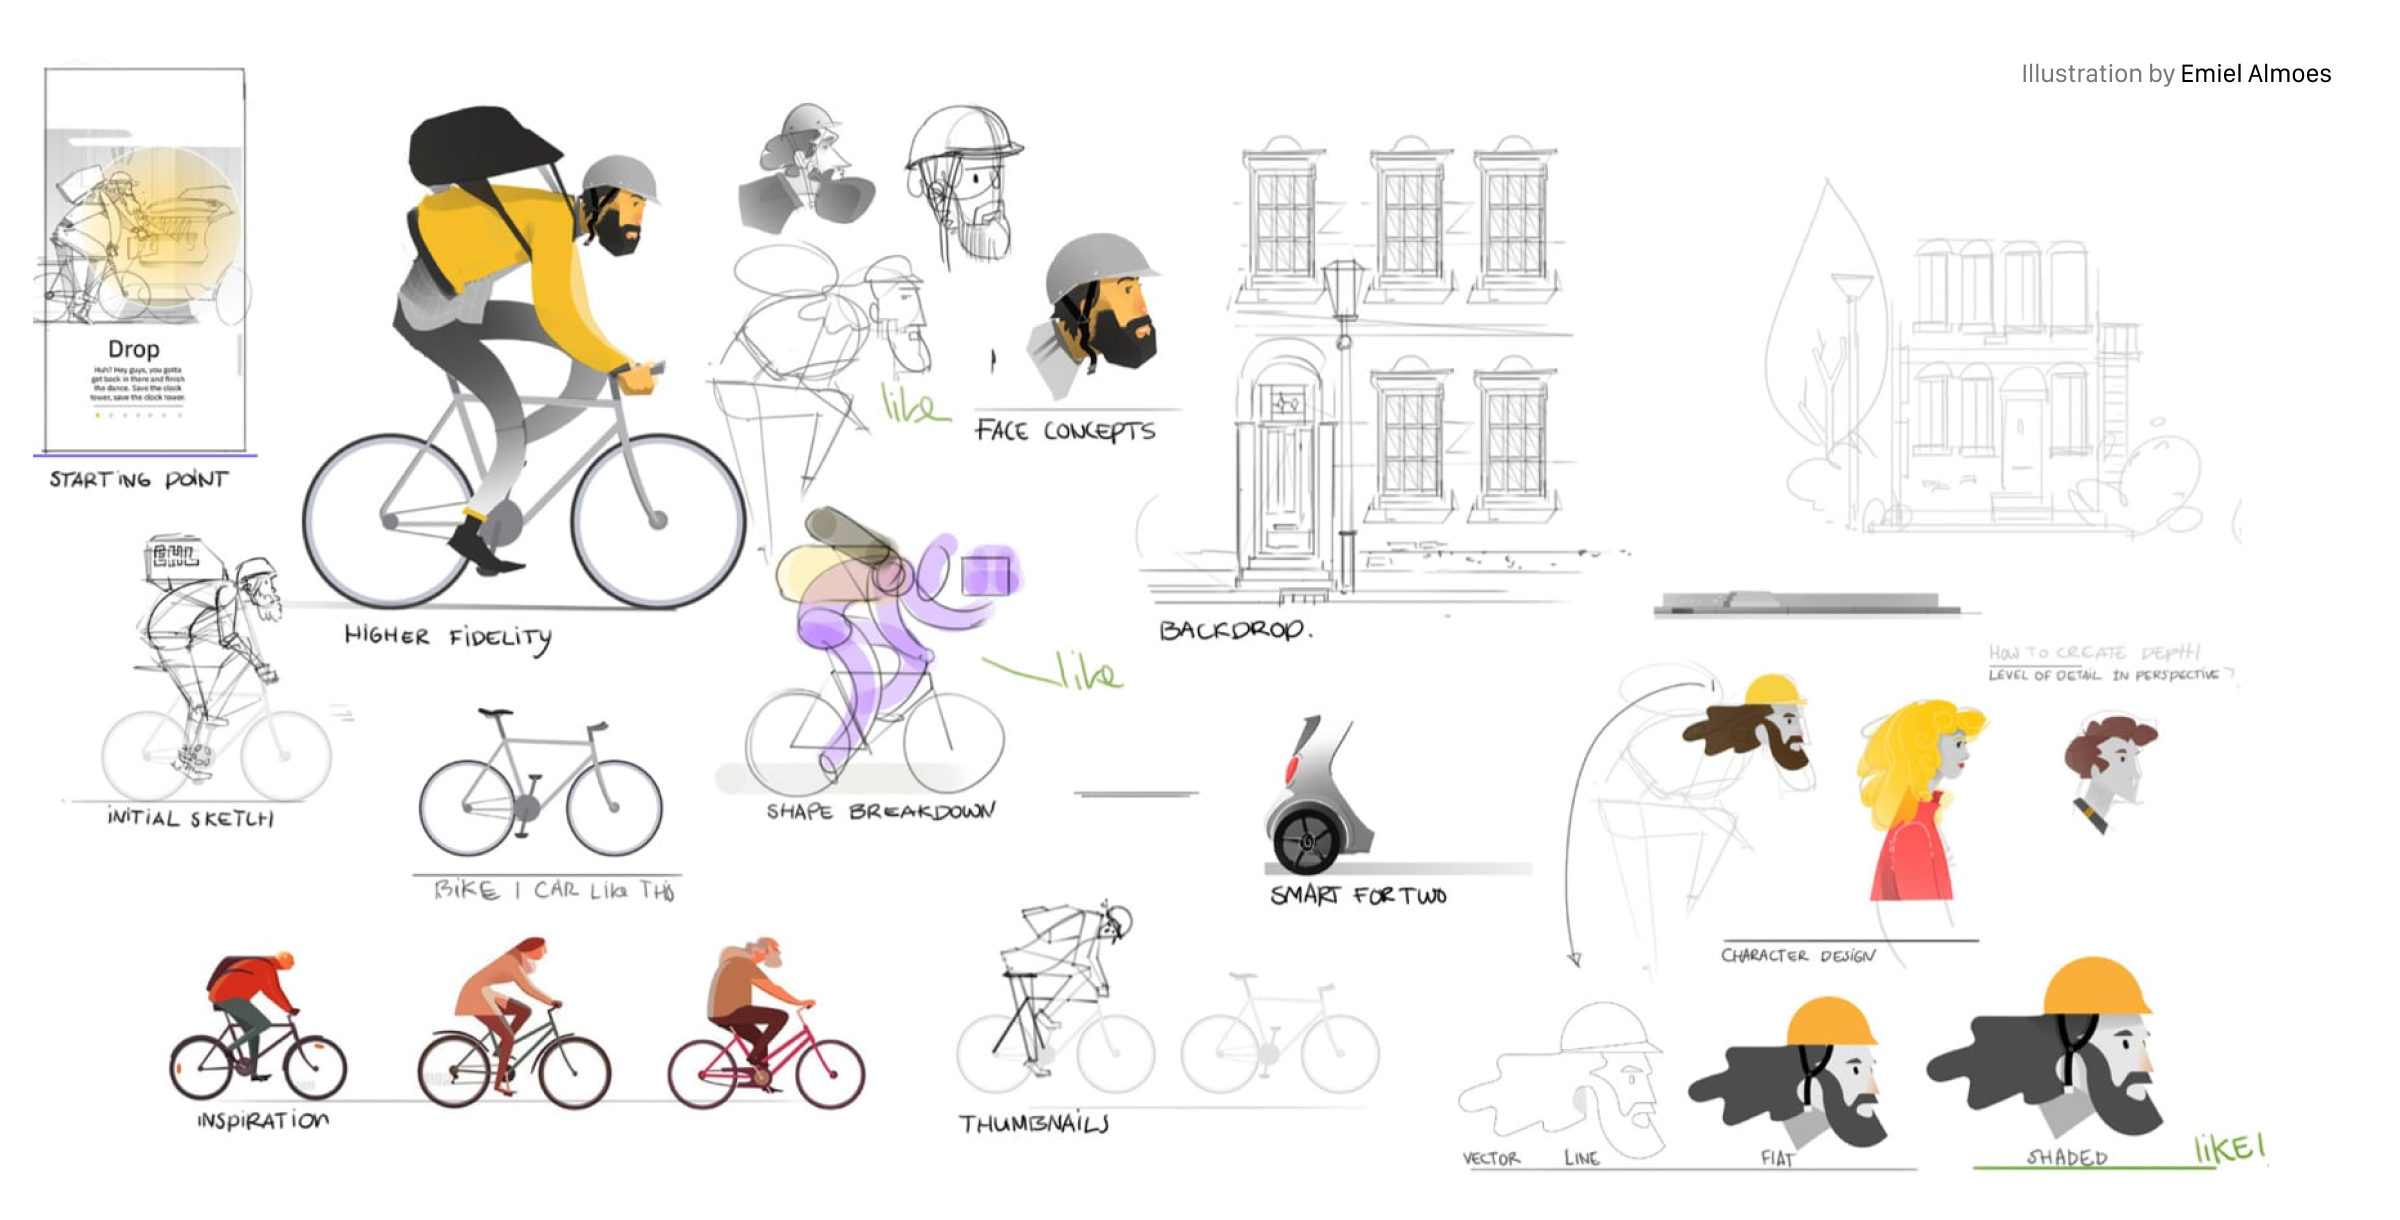 Illustration by Emiel Almoes
Drop
Huh? Hey guys, you gotta
get back in there and finish
the dance. Save the clock
tower, save the clock tower.
STARTING POINT
like
FACE CONCEPTS
EHL
HIGHER FIDELITY
BACKDROP.
like
HOW TO CREATE DEPTH
LEVEL OF DETAIL IN PERSPECTIVE?
INITIAL SKETCH
SHAPE BREAKDOWN
BIKE I CAR Like THis
SMART FOR TWO
CHARACTER DESIGN
INSPIRATION
THUMBNAILS
VECTOR LINE
FlAT
SHADED
liKE!